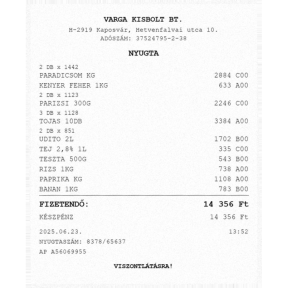 VARGA KISBOLT BT.
H-2919 Kaposvár, Hetvenfalvai utca 10.
ADÓSZÁM: 37524795-2-38
NYUGTA
2 DB x 1442
PARADICSOM KG 2884 C00
KENYER FEHER 1KG 633 A00
2 DB x 1123
PARIZSI 300G 2246 C00
3 DB x 1128
TOJAS 10DB 3384 A00
2 DB x 851
UDITO 2L 1702 B00
TEJ 2,8% 1L 335 C00
TESZTA 500G 543 B00
RIZS 1KG 738 A00
PAPRIKA KG 1108 A00
BANAN 1KG 783 B00
FIZETENDŐ: 14 356 Ft
KÉSZPÉNZ 14 356 Ft
2025.06.23. 13:52
NYUGTASZÁM: 8378/65637
AP A56069955
VISZONTLÁTÁSRA!